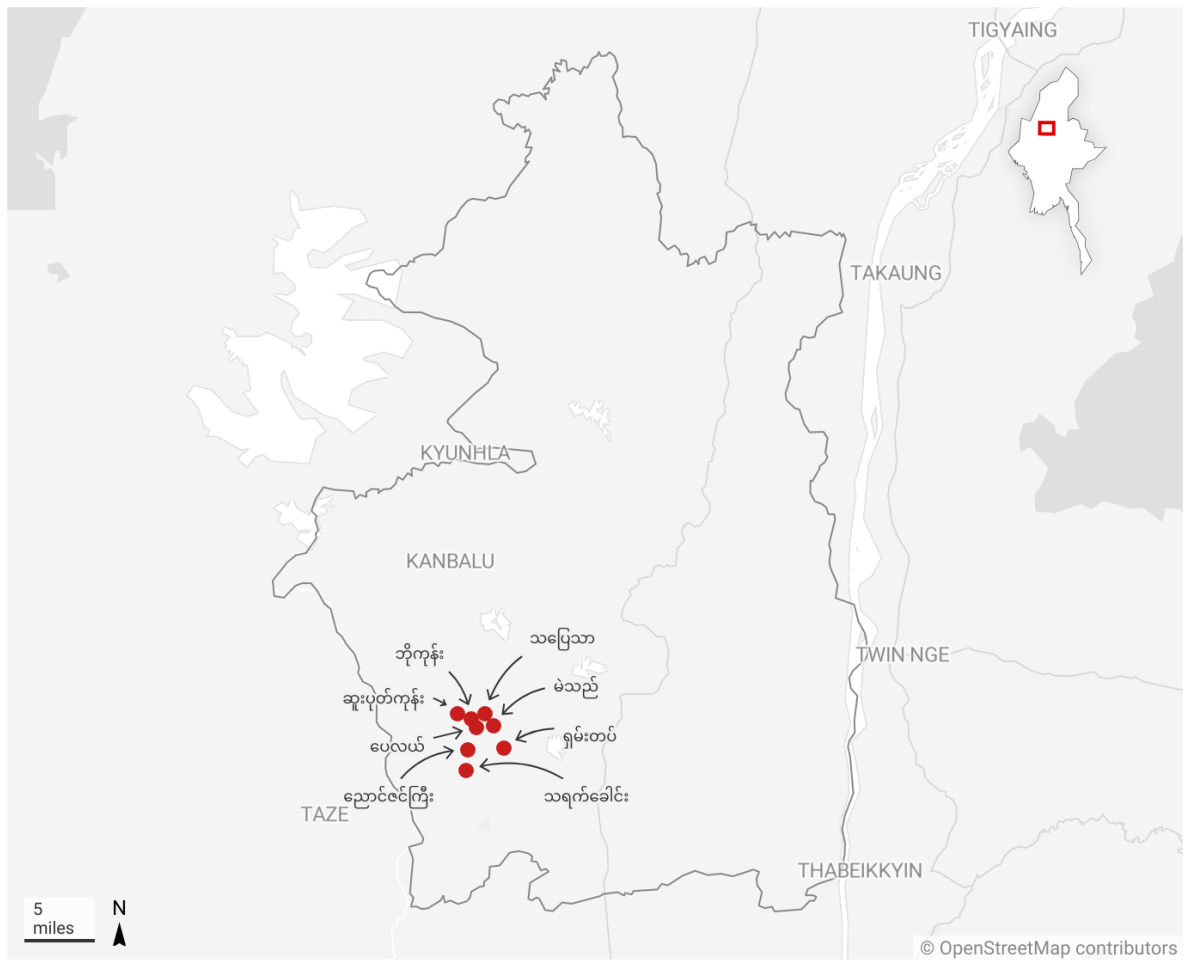 TIGYAING
TAKAUNG
KYUNHLA
KANBALU
သပြေသာ
ဘိုကုန်း
TWIN NGE
မဲသည်
ဆူးပုတ်ကုန်း
ရှမ်းတပ်
ပေလယ်
ညောင်ဇင်ကြီး
သရက်ခေါင်း
TAZE
THABEIKKYIN
5
miles
N
© OpenStreetMap contributors